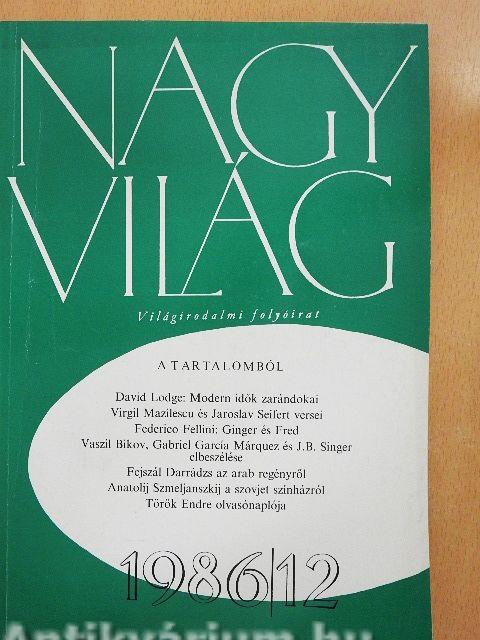 NAGY
VILÁG
Világirodalmi folyóirat
A TARTALOMBÓL
David Lodge: Modern idők zarándokai
Virgil Mazilescu és Jaroslav Seifert versei
Federico Fellini: Ginger és Fred
Vaszil Bikov, Gabriel García Márquez és J.B. Singer
elbeszélése
Fejszál Darrádzs az arab regényről
Anatolij Szmeljanszkij a szovjet színházról
Török Endre olvasónaplója
1986/12
Antikvárium.hu